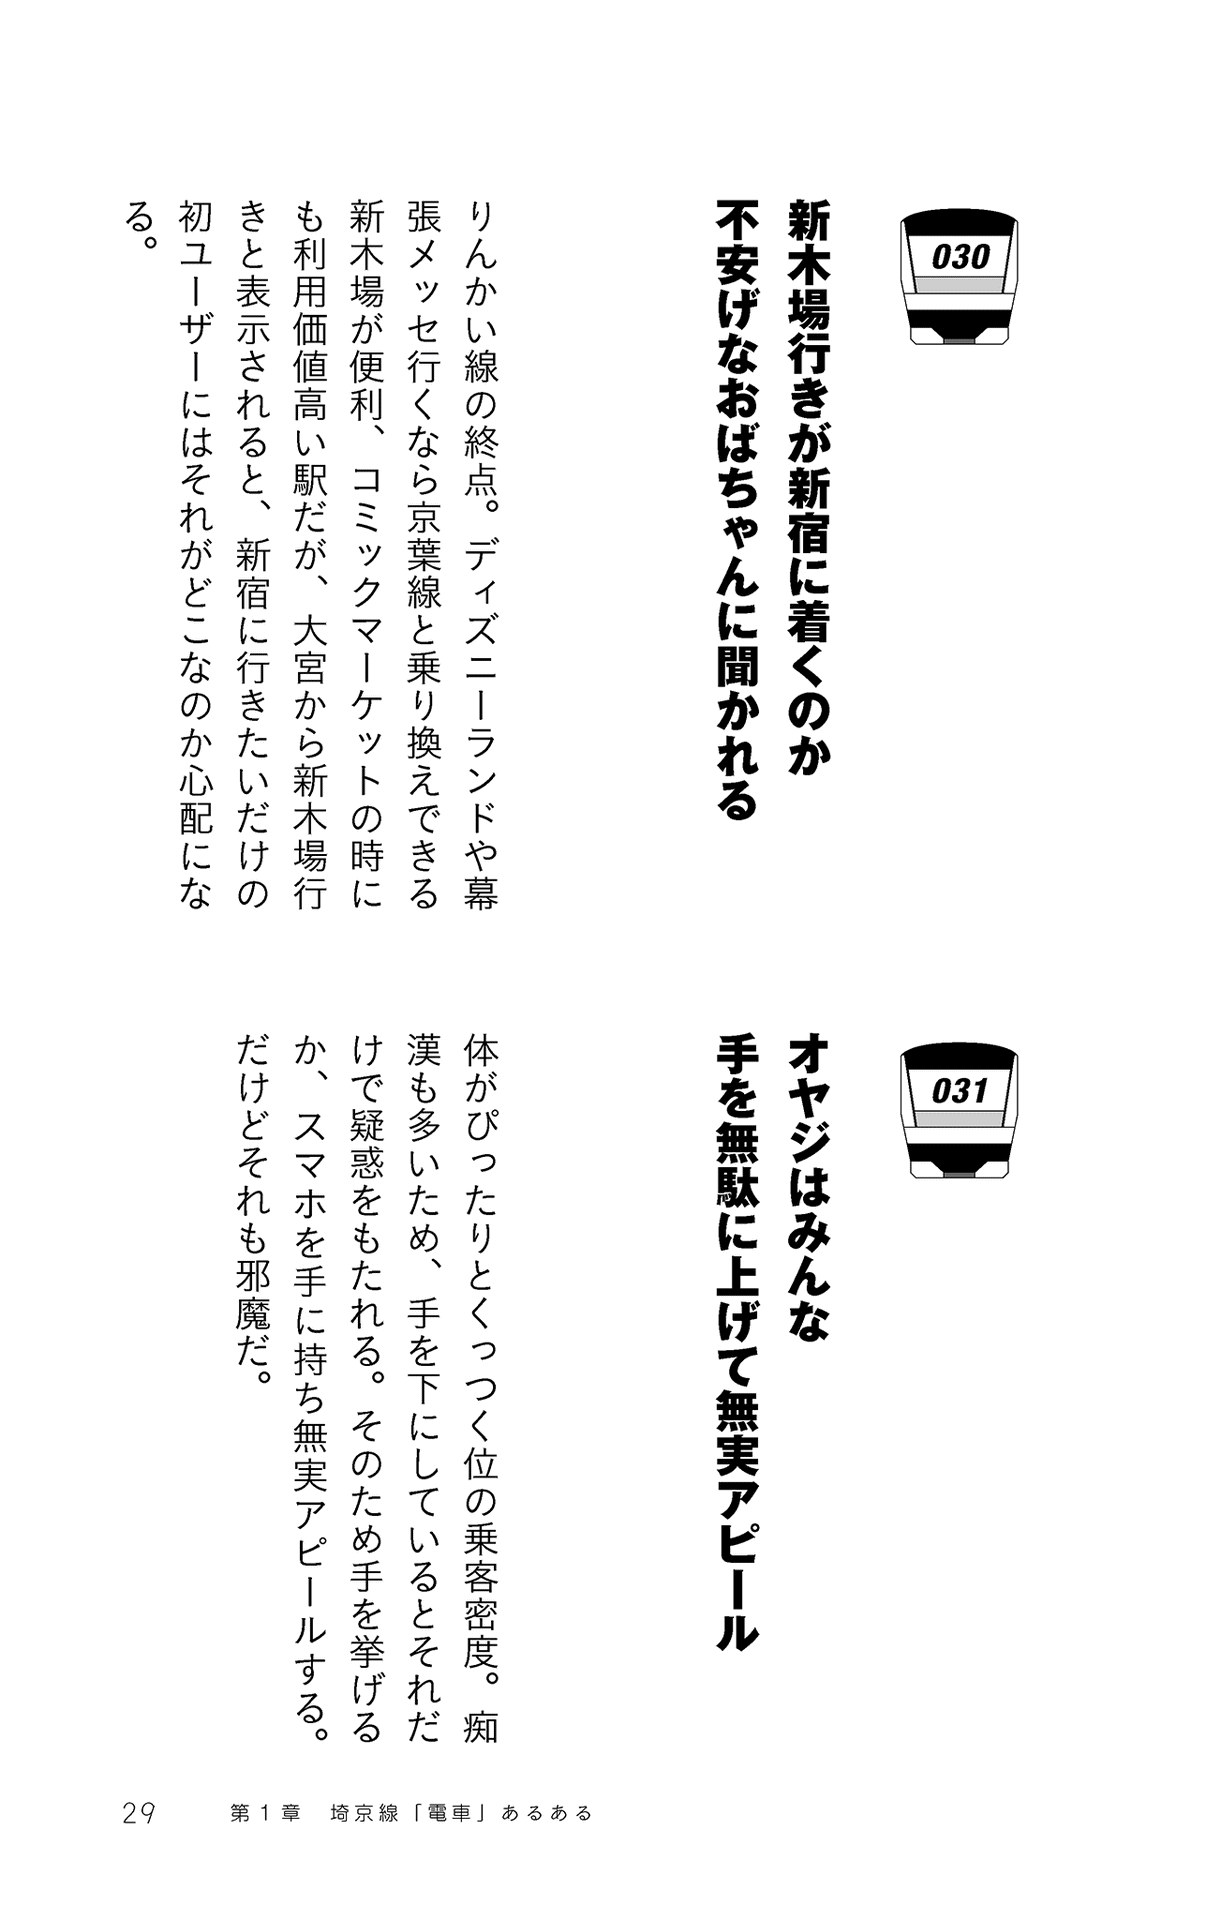 030
新木場行きが新宿に着くのか
不安げなおばちゃんに聞かれる
りんかい線の終点。ディズニーランドや幕
張メッセ行くなら京葉線と乗り換えできる
新木場が便利、コミックマーケットの時に
も利用価値高い駅だが、大宮から新木場行
きと表示されると、新宿に行きたいだけの
初ユーザーにはそれがどこなのか心配にな
る。
031
オヤジはみんな
手を無駄に上げて無実アピール
体がぴったりとくっつく位の乗客密度。痴
漢も多いため、手を下にしているとそれだ
けで疑惑をもたれる。そのため手を挙げる
か、スマホを手に持ち無実アピールする。
だけどそれも邪魔だ。
29 第1章 埼京線「電車」あるある